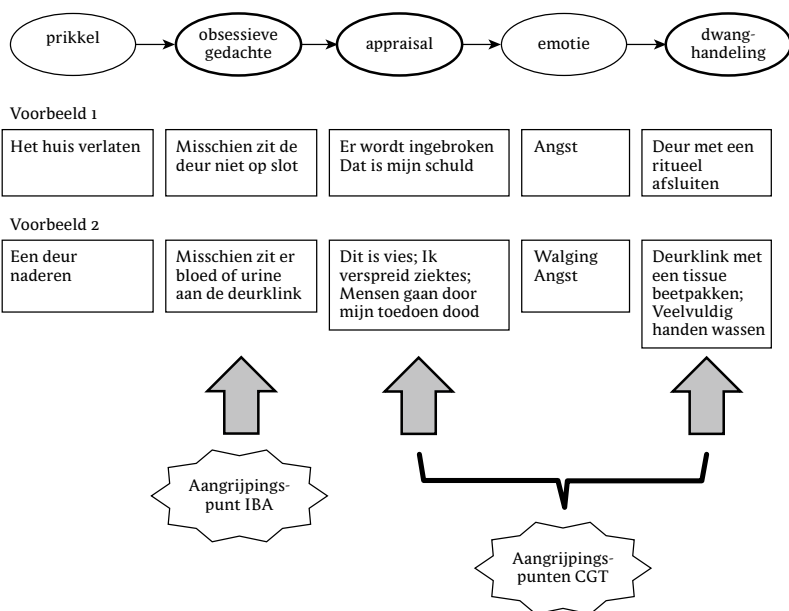 prikkel
obsessieve
gedachte
appraisal
emotie
dwang-
handeling
Voorbeeld 1
Het huis verlaten
Misschien zit de
deur niet op slot
Er wordt ingebroken
Dat is mijn schuld
Angst
Deur met een
ritueel
afsluiten
Voorbeeld 2
Een deur
naderen
Misschien zit er
bloed of urine
aan de deurklink
Dit is vies; Ik
verspreid ziektes;
Mensen gaan door
mijn toedoen dood
Walging
Angst
Deurklink met
een tissue
beetpakken;
Veelvuldig
handen wassen
Aangrijpings-
punt IBA
Aangrijpings-
punten CGT